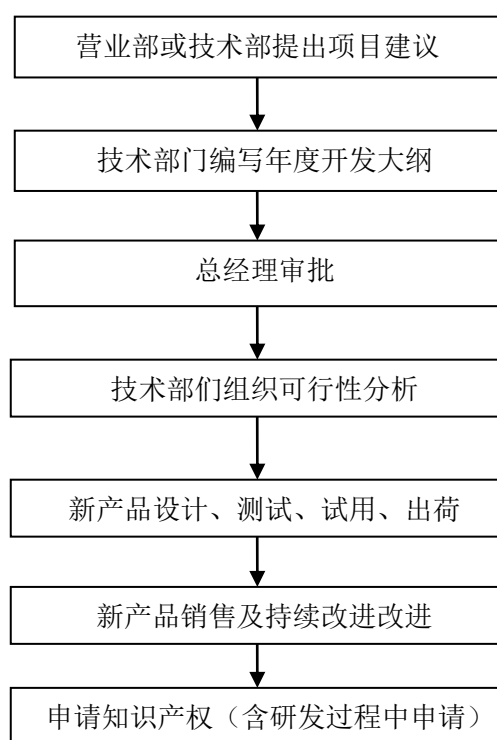 营业部或技术部提出项目建议
技术部门编写年度开发大纲
总经理审批
技术部们组织可行性分析
新产品设计、测试、试用、出荷
新产品销售及持续改进改进
申请知识产权（含研发过程中申请）